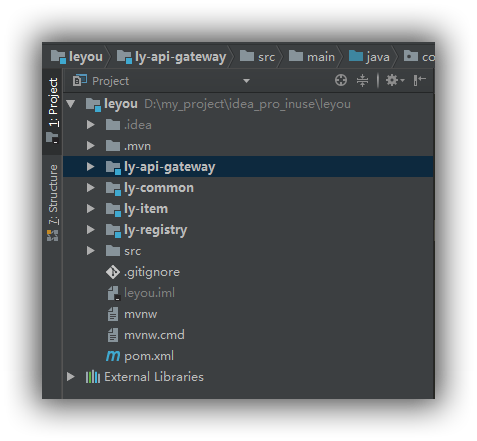 leyou ly-api-gateway src main java co
1: Project
7: Structure
Project
leyou D:\my_project\idea_pro_inuse\leyou
.idea
.mvn
ly-api-gateway
ly-common
ly-item
ly-registry
src
.gitignore
leyou.iml
mvnw
mvnw.cmd
pom.xml
External Libraries